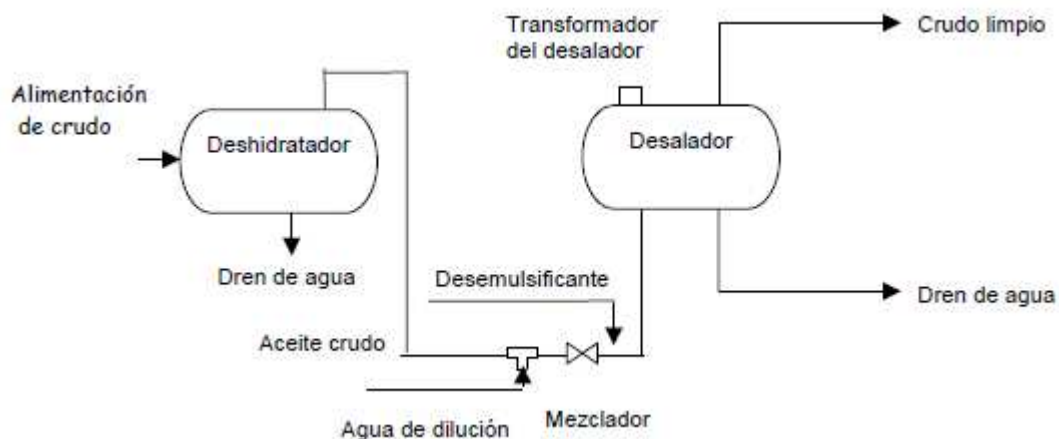 Transformador
del desalador
Crudo limpio
Alimentación
de crudo
Deshidratador
Desalador
Dren de agua
Desemulsificante
Dren de agua
Aceite crudo
Mezclador
Agua de dilución